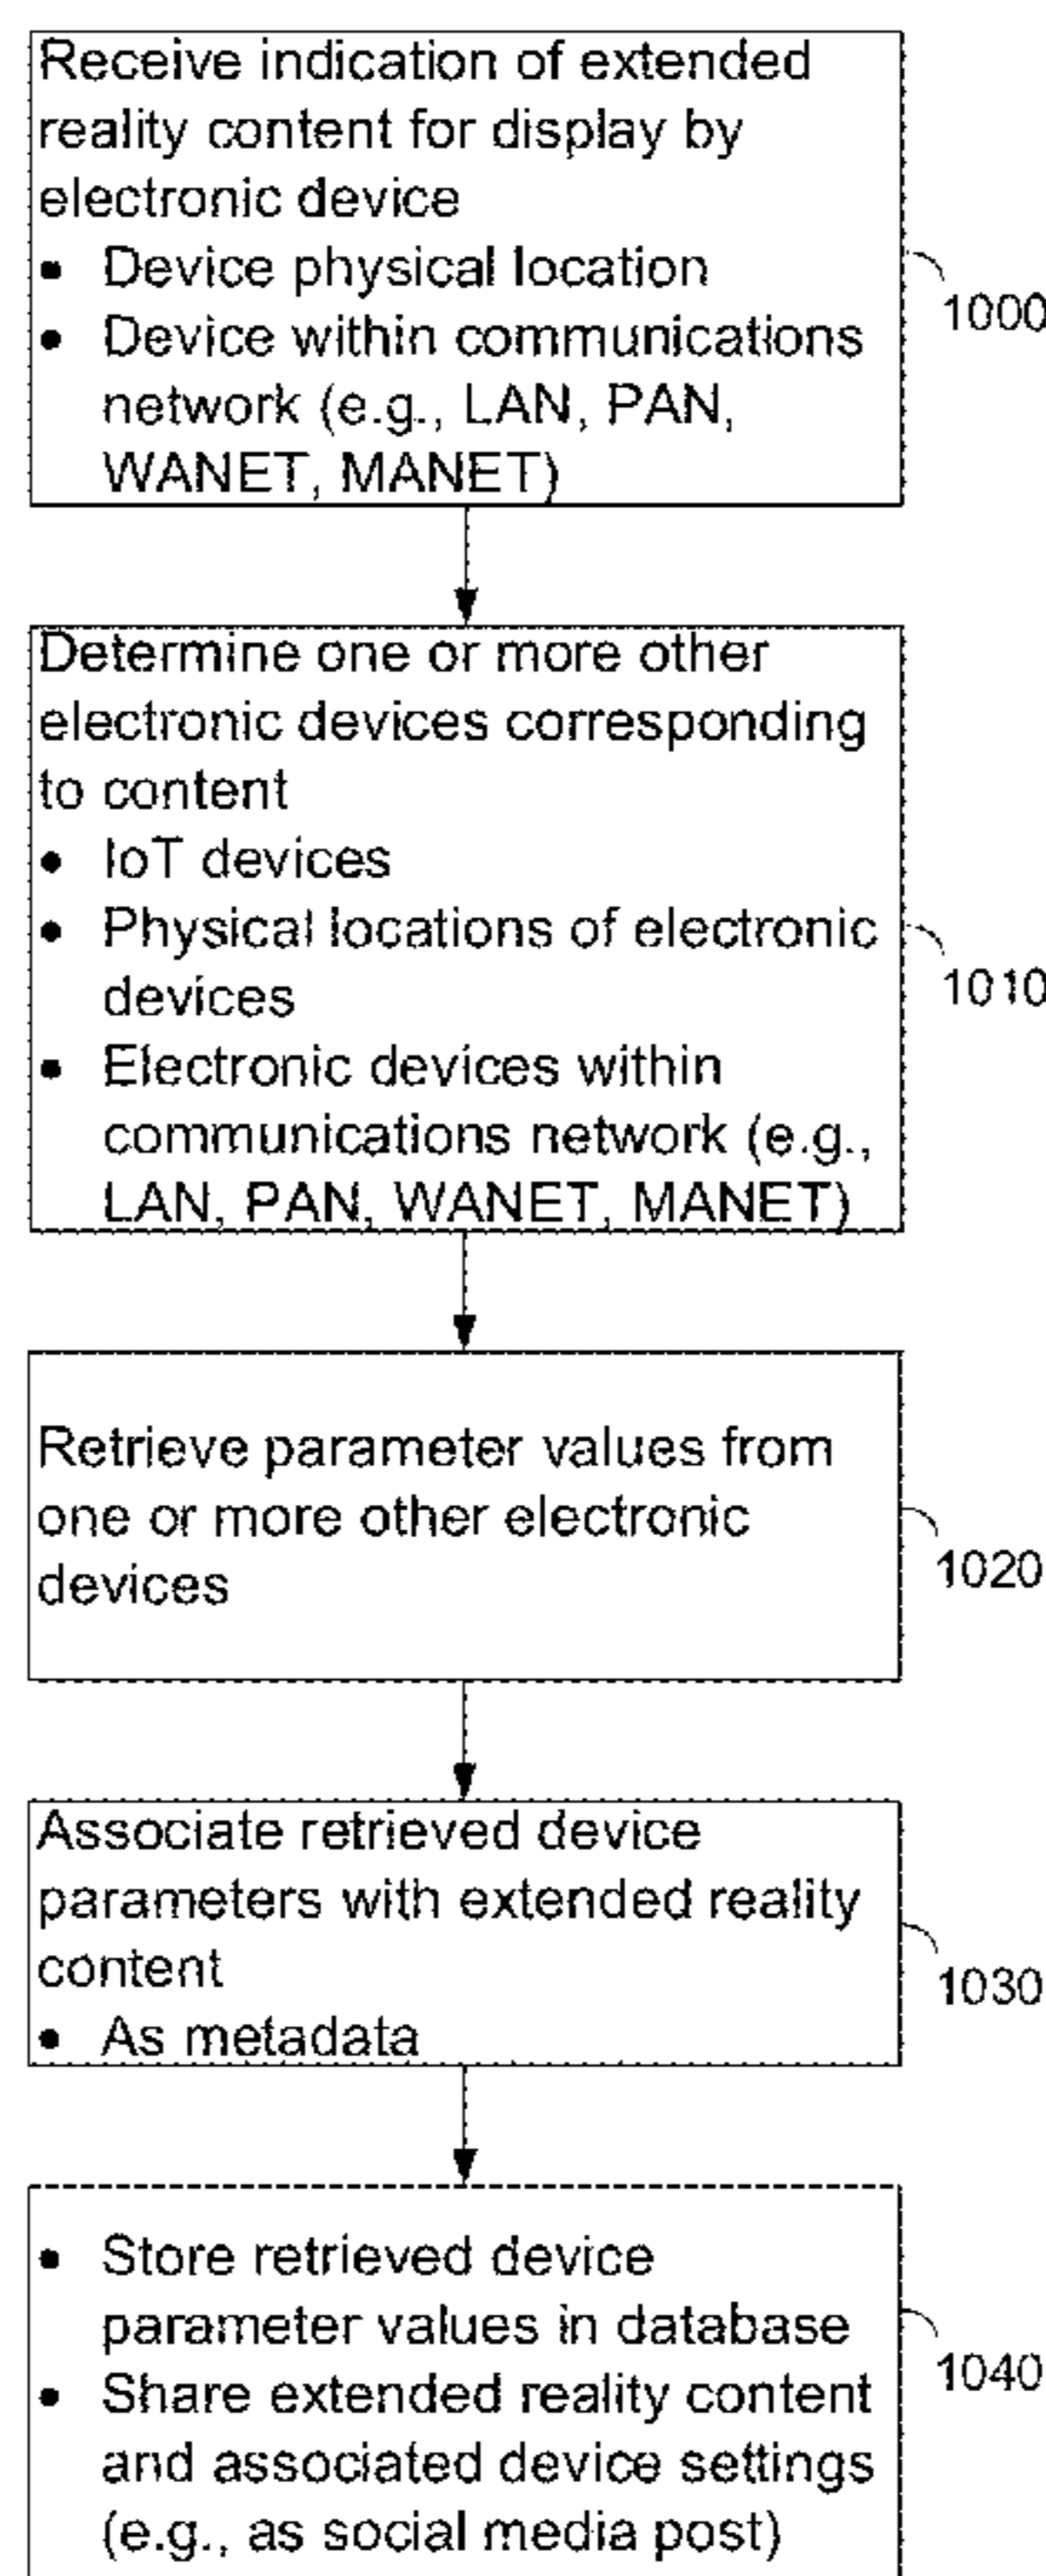 Receive indication of extended
reality content for display by
electronic device
• Device physical location
• Device within communications
network (e.g., LAN, PAN,
WANET, MANET)
1000
Determine one or more other
electronic devices corresponding
to content
• IoT devices
• Physical locations of electronic
devices
• Electronic devices within
communications network (e.g.,
LAN, PAN, WANET, MANET)
1010
Retrieve parameter values from
one or more other electronic
devices
1020
Associate retrieved device
parameters with extended reality
content
• As metadata
1030
• Store retrieved device
parameter values in database
• Share extended reality content
and associated device settings
(e.g., as social media post)
1040